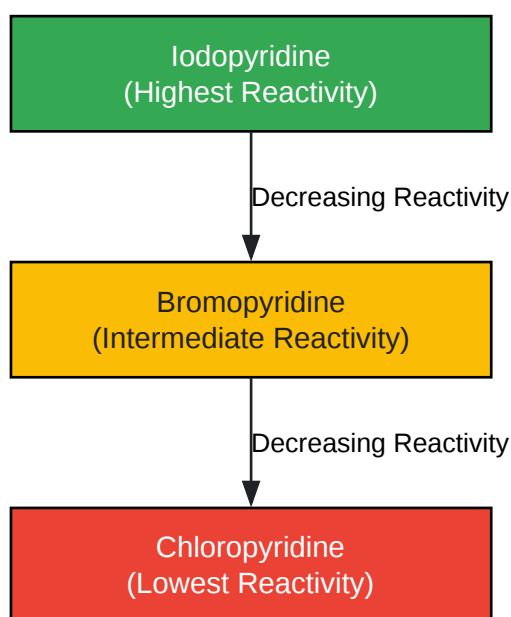 Iodopyridine
(Highest Reactivity)
Decreasing Reactivity
Bromopyridine
(Intermediate Reactivity)
Decreasing Reactivity
Chloropyridine
(Lowest Reactivity)